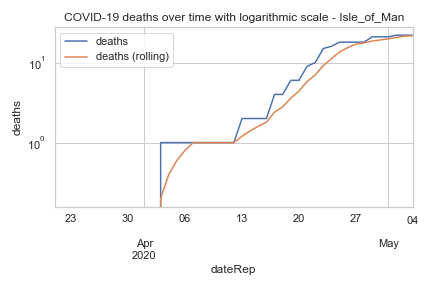 COVID-19 deaths over time with logarithmic scale - Isle_of_Man
deaths
deaths (rolling)
10¹
10⁰
deaths
23 30 06 13 20 27 04
Apr May
2020
dateRep